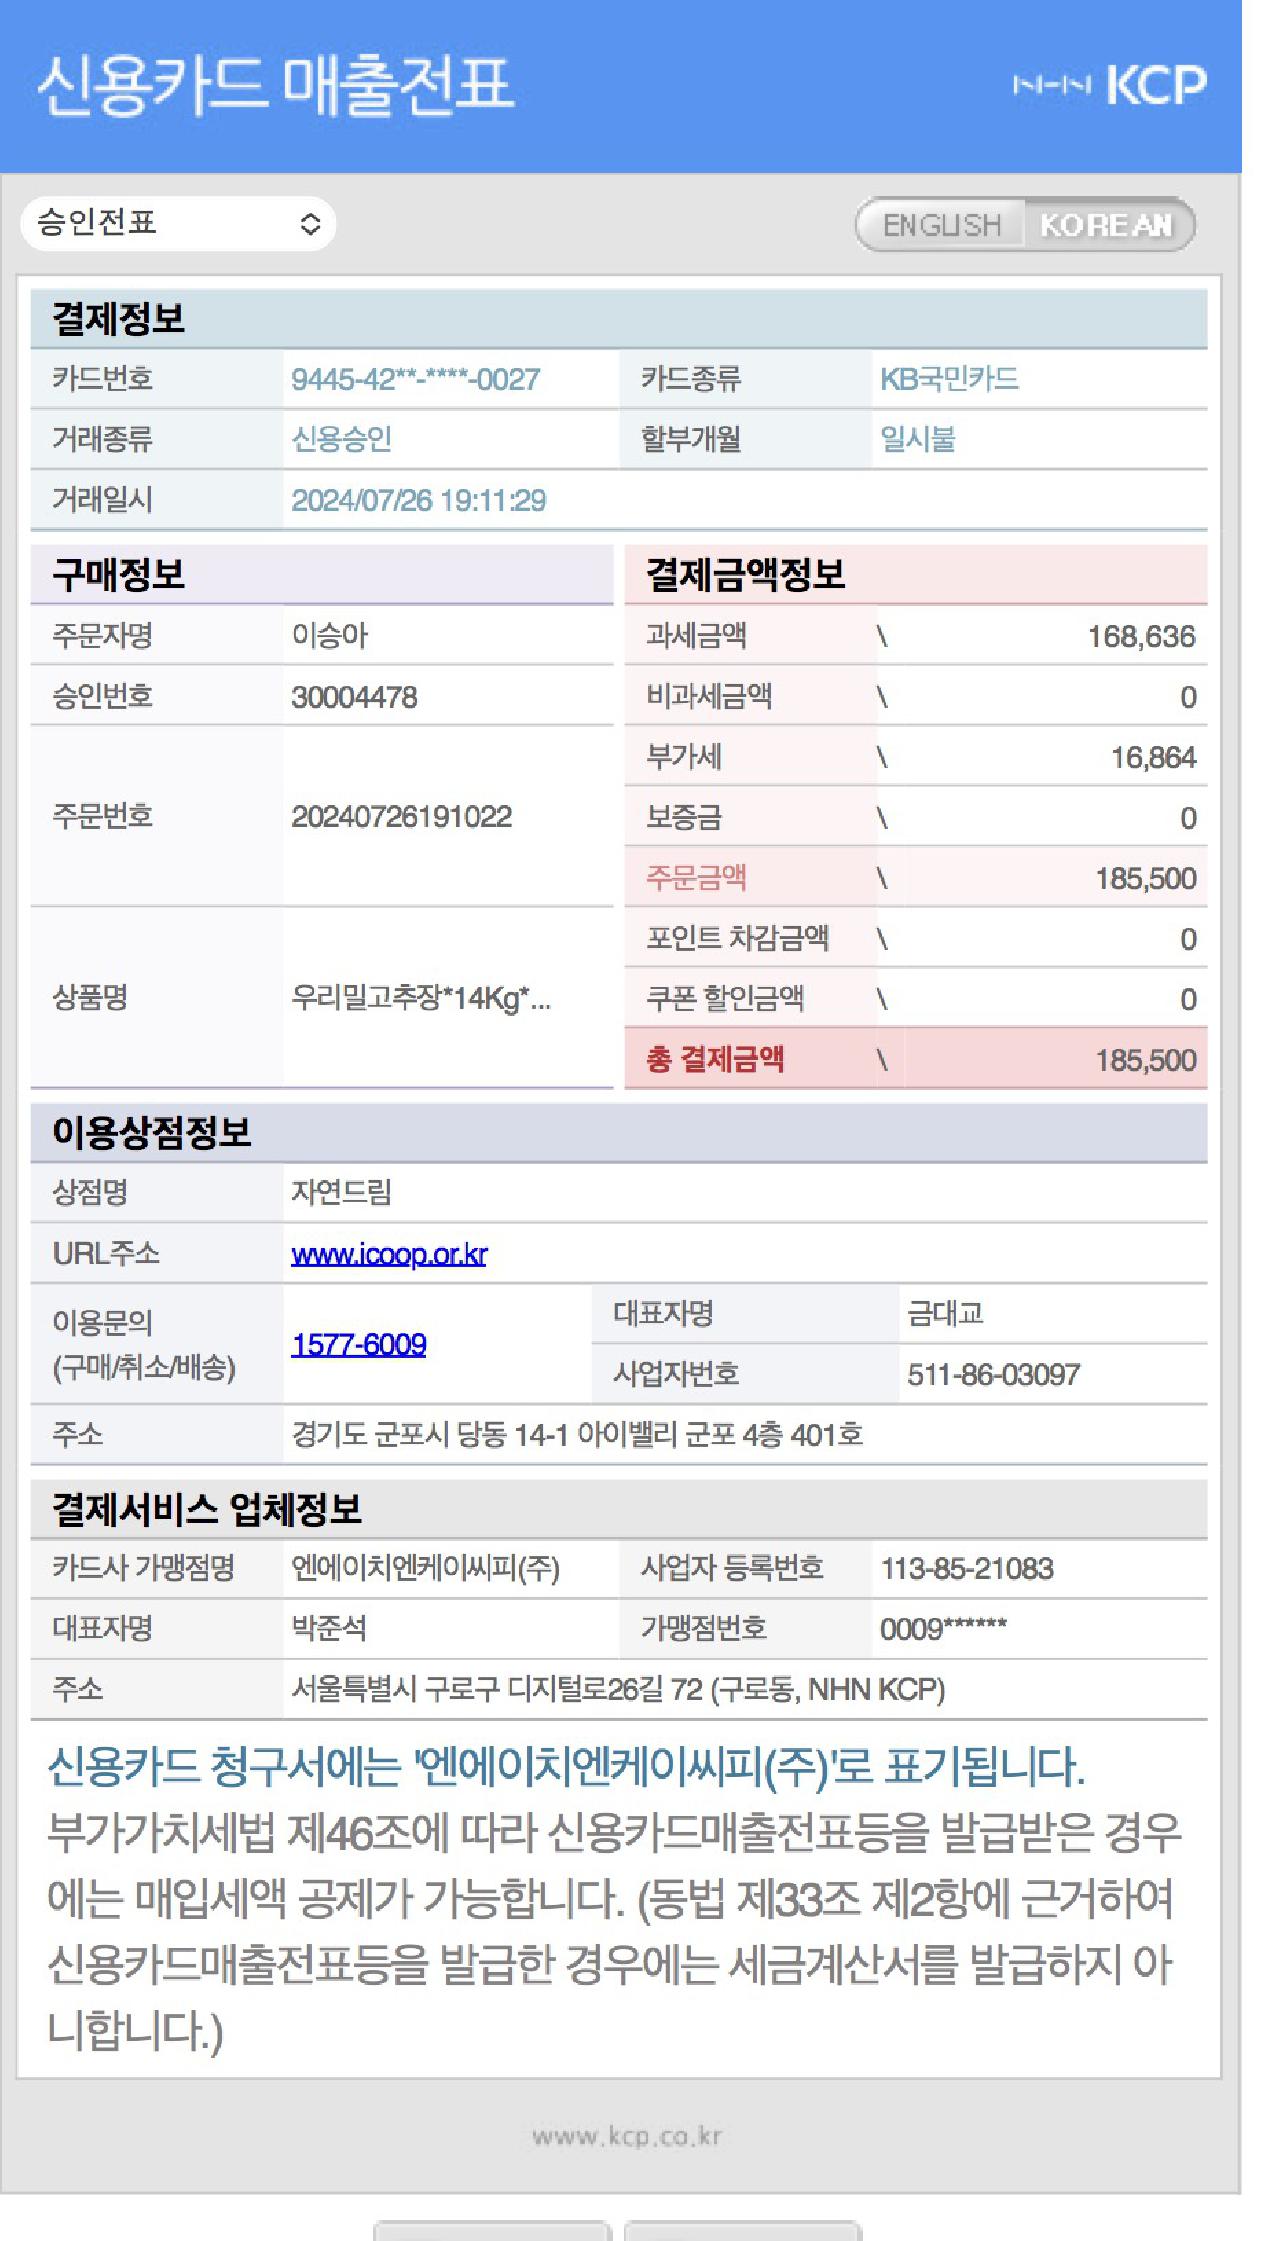 신용카드 매출전표
NHN KCP
승인전표
ENGLISH KOREAN
결제정보
카드번호 9445-42**-****-0027 카드종류 KB국민카드
거래종류 신용승인 할부개월 일시불
거래일시 2024/07/26 19:11:29
구매정보
주문자명 이승아
승인번호 30004478
주문번호 20240726191022
상품명 우리밀고추장*14Kg*...
결제금액정보
과세금액 \ 168,636
비과세금액 \ 0
부가세 \ 16,864
보증금 \ 0
주문금액 \ 185,500
포인트 차감금액 \ 0
쿠폰 할인금액 \ 0
총 결제금액 \ 185,500
이용상점정보
상점명 자연드림
URL주소 www.icoop.or.kr
이용문의
(구매/취소/배송) 1577-6009
대표자명 금대교
사업자번호 511-86-03097
주소 경기도 군포시 당동 14-1 아이밸리 군포 4층 401호
결제서비스 업체정보
카드사 가맹점명 엔에이치엔케이씨피(주) 사업자 등록번호 113-85-21083
대표자명 박준석 가맹점번호 0009******
주소 서울특별시 구로구 디지털로26길 72 (구로동, NHN KCP)
신용카드 청구서에는 '엔에이치엔케이씨피(주)'로 표기됩니다.
부가가치세법 제46조에 따라 신용카드매출전표등을 발급받은 경우
에는 매입세액 공제가 가능합니다. (동법 제33조 제2항에 근거하여
신용카드매출전표등을 발급한 경우에는 세금계산서를 발급하지 아
니합니다.)
www.kcp.co.kr